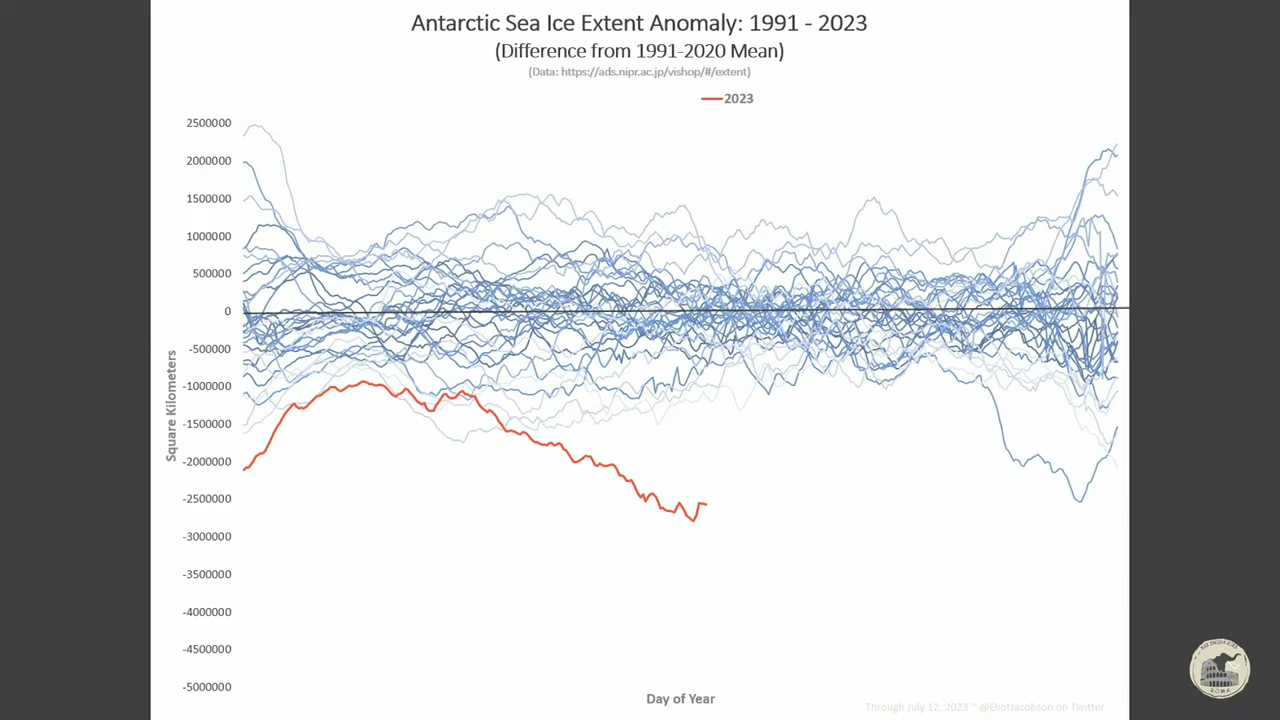 Antarctic Sea Ice Extent Anomaly: 1991 - 2023
(Difference from 1991-2020 Mean)
(Data: https://ads.nipr.ac.jp/vishop/#/extent)
2023
2500000
2000000
1500000
1000000
500000
0
-500000
-1000000
-1500000
-2000000
-2500000
-3000000
-3500000
-4000000
-4500000
-5000000
Square Kilometers
Day of Year
Through July 12, 2023 ~ @EliotJacobson on Twitter
ROMA